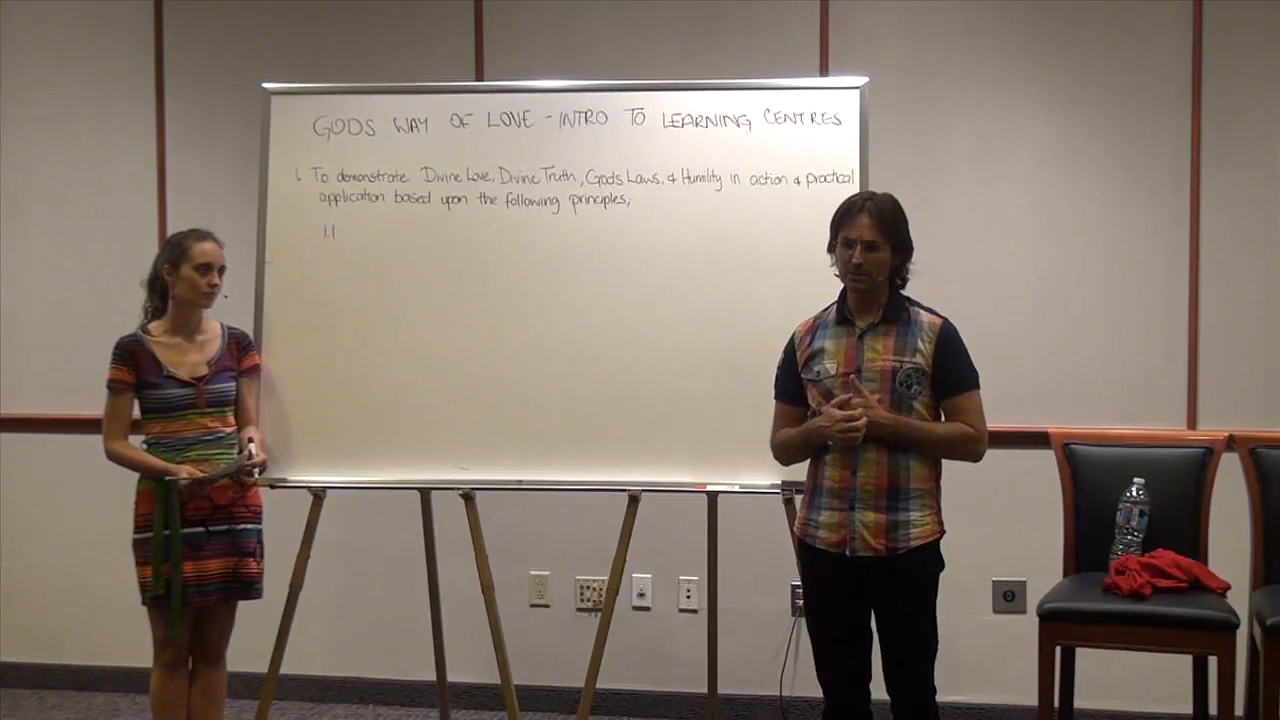 GODS WAY OF LOVE - INTRO TO LEARNING CENTRES
1. To demonstrate Divine Love, Divine Truth, Gods Laws, & Humility in action & practical
application based upon the following principles;
1.1